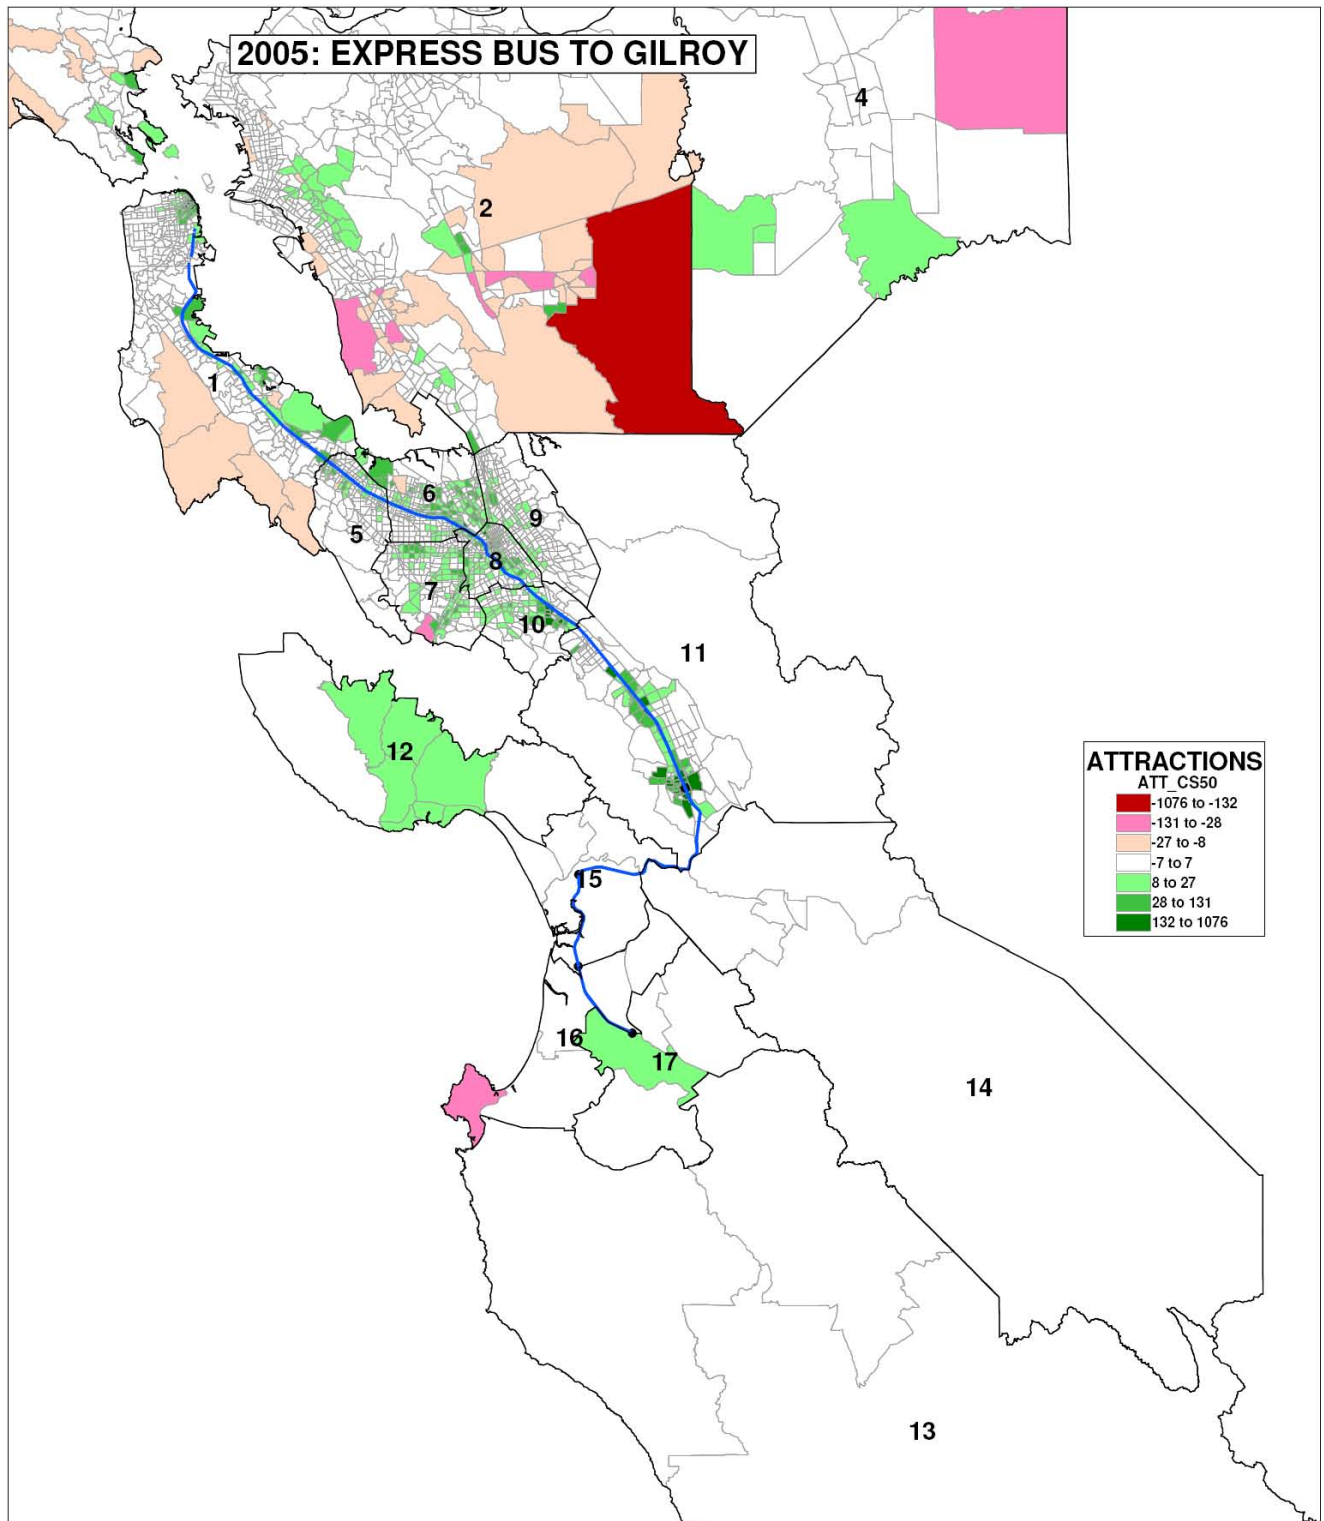 2005: EXPRESS BUS TO GILROY
4
2
1
6
9
5
8
7
10
11
12
ATTRACTIONS
ATT_CS50
-1076 to -132
-131 to -28
-27 to -8
-7 to 7
8 to 27
28 to 131
132 to 1076
15
16
17
14
13